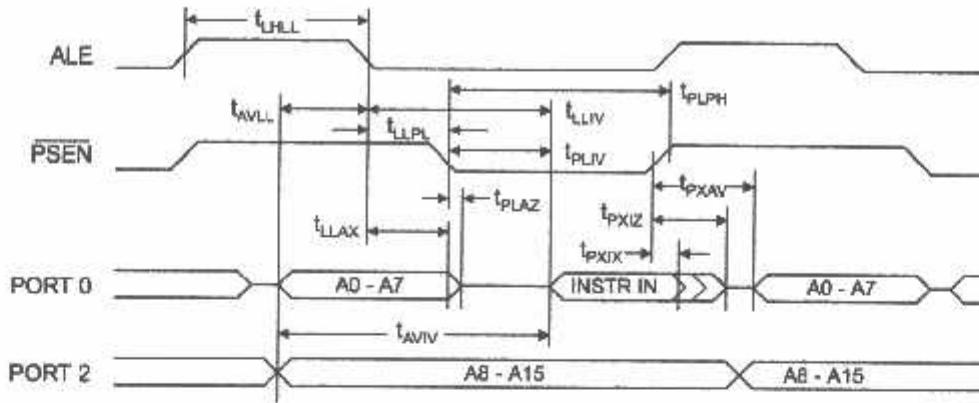 tLHLL
ALE
tPLPH
tAVLL
tLLIV
tLLPL
PSEN
tPLIV
tPXAV
tPLAZ
tPXIZ
tLLAX
tPXIX
PORT 0
A0 - A7
INSTR IN
A0 - A7
tAVIV
PORT 2
A8 - A15
A8 - A15